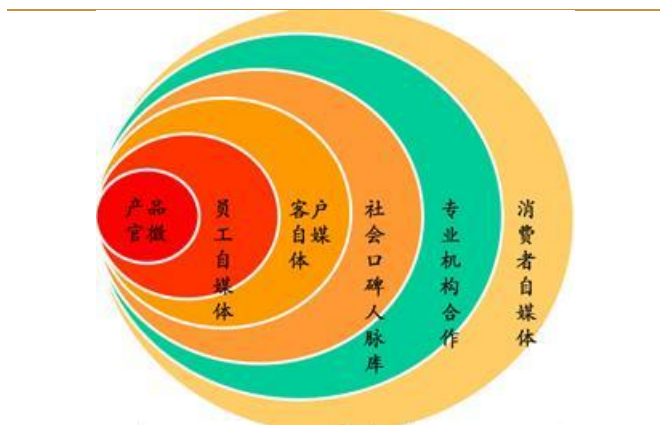 产品
官微
员工自媒体
客户
自媒
体
社会口碑人脉库
专业机构合作
消费者自媒体